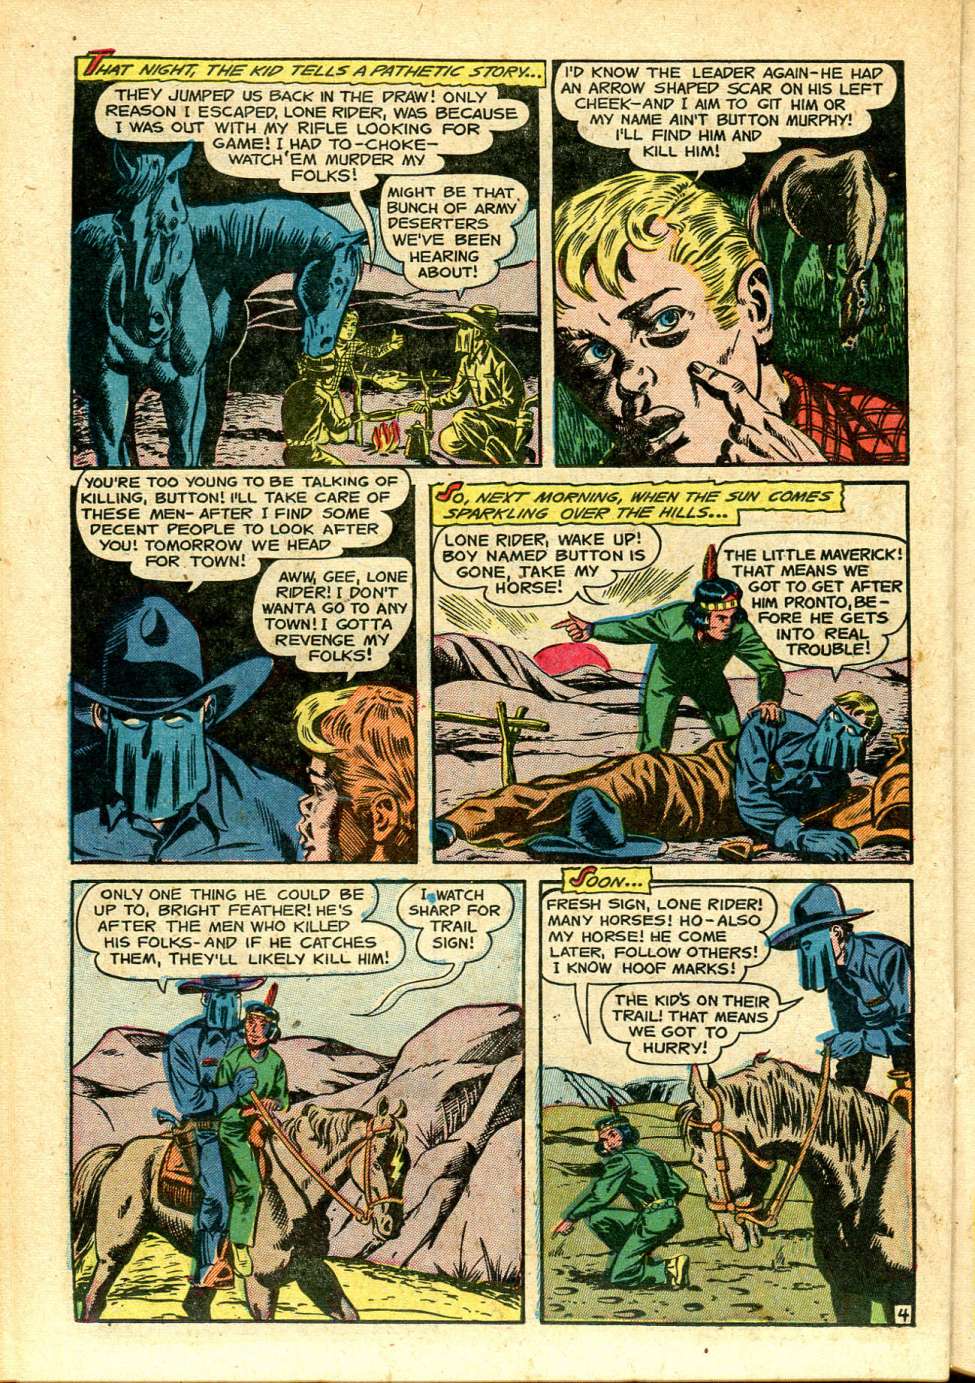 THAT NIGHT, THE KID TELLS A PATHETIC STORY...
THEY JUMPED US BACK IN THE DRAW! ONLY
REASON I ESCAPED, LONE RIDER, WAS BECAUSE
I WAS OUT WITH MY RIFLE LOOKING FOR
GAME! I HAD TO-CHOKE-
WATCH 'EM MURDER MY
FOLKS!
MIGHT BE THAT
BUNCH OF ARMY
DESERTERS
WE'VE BEEN
HEARING
ABOUT!
I'D KNOW THE LEADER AGAIN-HE HAD
AN ARROW SHAPED SCAR ON HIS LEFT
CHEEK-AND I AIM TO GIT HIM OR
MY NAME AIN'T BUTTON MURPHY!
I'LL FIND HIM AND
KILL HIM!
YOU'RE TOO YOUNG TO BE TALKING OF
KILLING, BUTTON! I'LL TAKE CARE OF
THESE MEN-AFTER I FIND SOME
DECENT PEOPLE TO LOOK AFTER
YOU! TOMORROW WE HEAD
FOR TOWN!
AWW, GEE, LONE
RIDER! I DON'T
WANTA GO TO ANY
TOWN! I GOTTA
REVENGE MY
FOLKS!
SO, NEXT MORNING, WHEN THE SUN COMES
SPARKLING OVER THE HILLS...
LONE RIDER, WAKE UP!
BOY NAMED BUTTON IS
GONE, TAKE MY
HORSE!
THE LITTLE MAVERICK!
THAT MEANS WE
GOT TO GET AFTER
HIM PRONTO, BE-
FORE HE GETS
INTO REAL
TROUBLE!
ONLY ONE THING HE COULD BE
UP TO, BRIGHT FEATHER! HE'S
AFTER THE MEN WHO KILLED
HIS FOLKS-AND IF HE CATCHES
THEM, THEY'LL LIKELY KILL HIM!
I WATCH
SHARP FOR
TRAIL
SIGN!
SOON...
FRESH SIGN, LONE RIDER!
MANY HORSES! HO-ALSO
MY HORSE! HE COME
LATER, FOLLOW OTHERS!
I KNOW HOOF MARKS!
THE KID'S ON THEIR
TRAIL! THAT MEANS
WE GOT TO
HURRY!
4